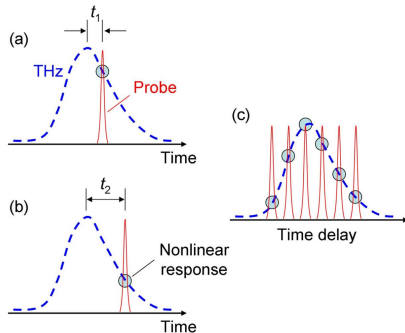 (a)
t1
THz
Probe
Time
(b)
t2
Nonlinear
response
Time
(c)
Time delay